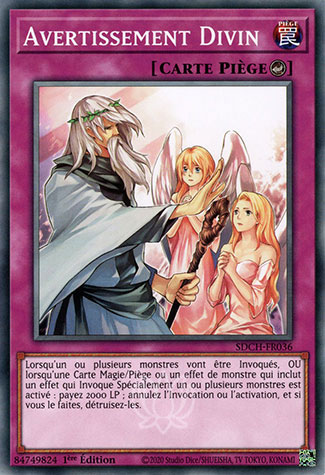 AVERTISSEMENT DIVIN
PIÈGE
罠
[CARTE PIÈGE]
SDCH-FR036
Lorsqu'un ou plusieurs monstres vont être Invoqués, OU
lorsqu'une Carte Magie/Piège ou un effet de monstre qui inclut
un effet qui Invoque Spécialement un ou plusieurs monstres est
activé : payez 2000 LP ; annulez l'invocation ou l'activation, et si
vous le faites, détruisez-les.
84749824 1ère Édition ©2020 Studio Dice/SHUEISHA, TV TOKYO, KONAMI